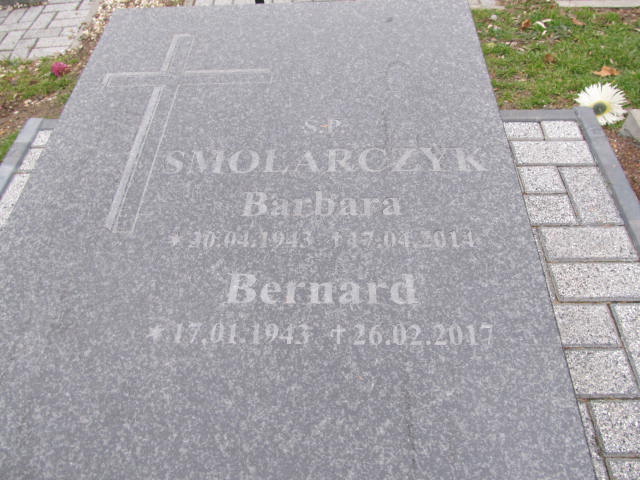 Ś.P.
SMOLARCZYK
Barbara
* 20.04.1943 † 17.04.2014
Bernard
* 17.01.1943 † 26.02.2017